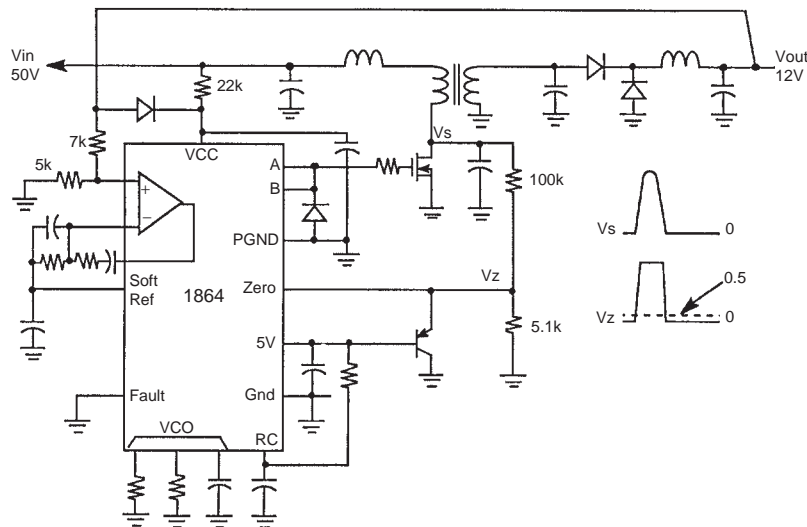 Vin
50V
22k
Vout
12V
7k
VCC
Vs
5k
A
B
100k
+
−
PGND
Vs
0
Soft
Ref
1864
Zero
Vz
0.5
5V
5.1k
Vz
0
Fault
Gnd
VCO
RC